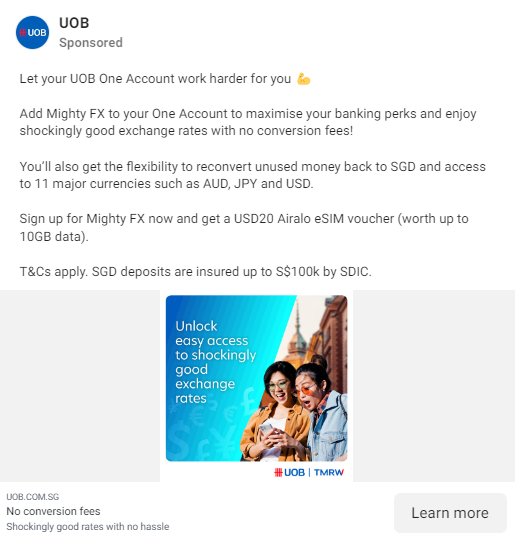 UOB
UOB
Sponsored
Let your UOB One Account work harder for you 💪
Add Mighty FX to your One Account to maximise your banking perks and enjoy
shockingly good exchange rates with no conversion fees!
You'll also get the flexibility to reconvert unused money back to SGD and access
to 11 major currencies such as AUD, JPY and USD.
Sign up for Mighty FX now and get a USD20 Airalo eSIM voucher (worth up to
10GB data).
T&Cs apply. SGD deposits are insured up to S$100k by SDIC.
Unlock
easy access
to shockingly
good
exchange
rates
UOB | TMRW
UOB.COM.SG
No conversion fees
Shockingly good rates with no hassle
Learn more